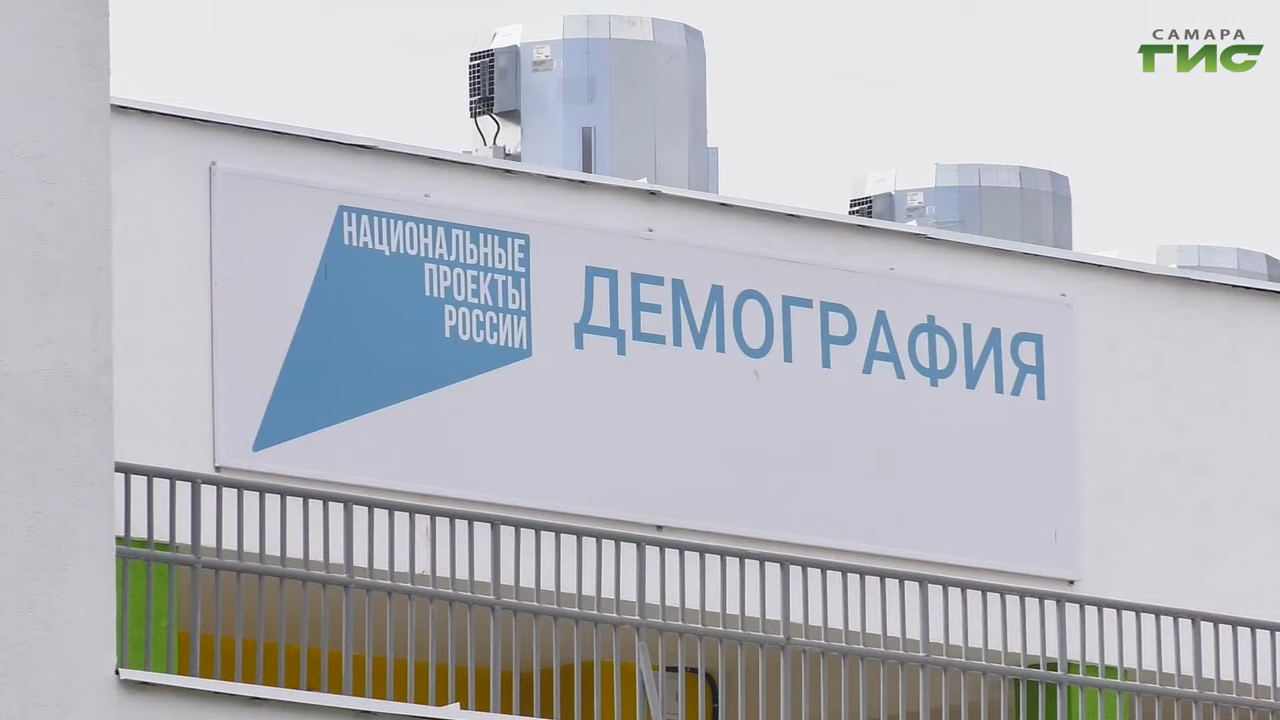 САМАРА
ГИС
НАЦИОНАЛЬНЫЕ
ПРОЕКТЫ
РОССИИ
ДЕМОГРАФИЯ